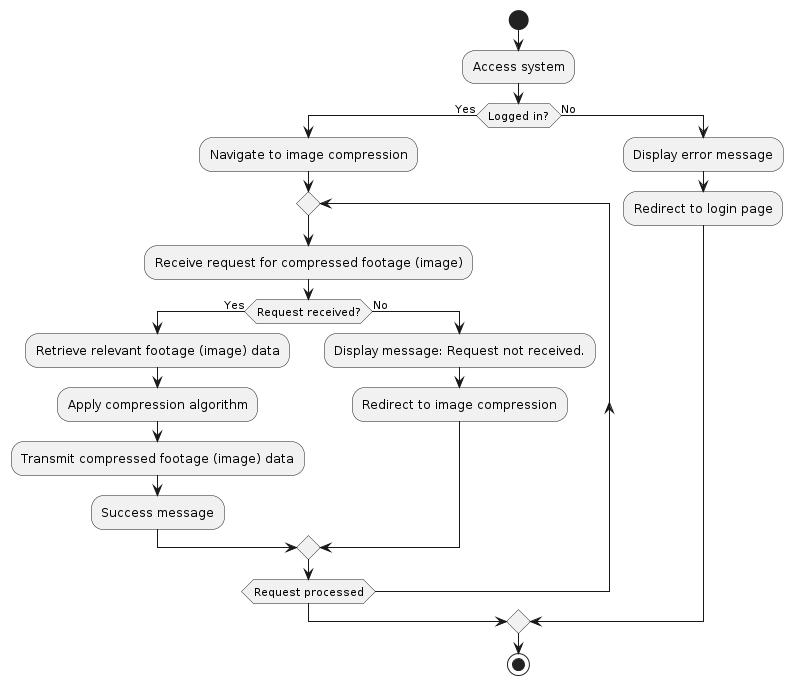 Access system
Yes
Logged in?
No
Navigate to image compression
Display error message
Redirect to login page
Receive request for compressed footage (image)
Yes
Request received?
No
Retrieve relevant footage (image) data
Display message: Request not received.
Apply compression algorithm
Redirect to image compression
Transmit compressed footage (image) data
Success message
Request processed